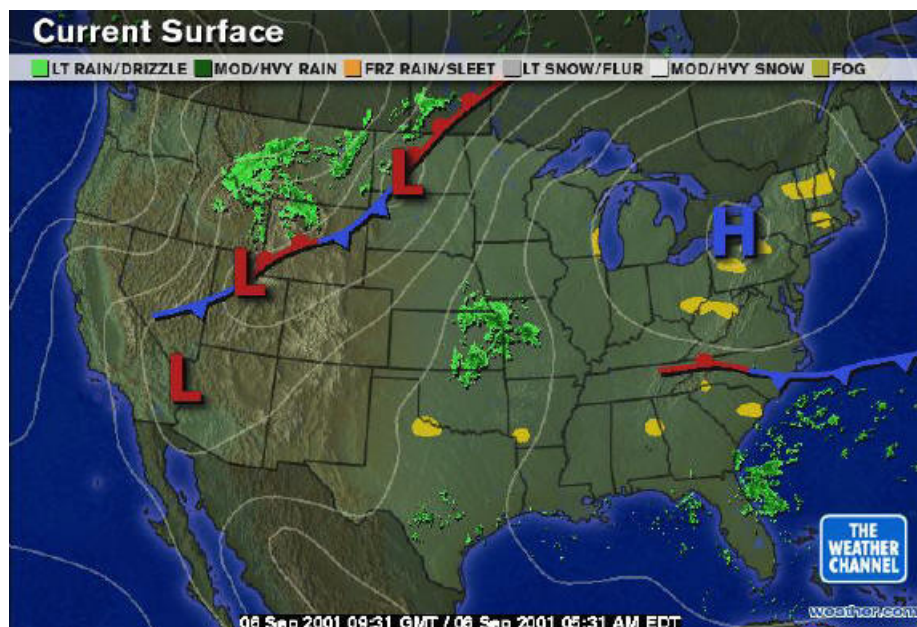 Current Surface
LT RAIN/DRIZZLE MOD/HVY RAIN FRZ RAIN/SLEET LT SNOW/FLUR MOD/HVY SNOW FOG
L
H
L
L
THE
WEATHER
CHANNEL
weather.com
06 Sep 2001 09:31 GMT / 06 Sep 2001 05:31 AM EDT